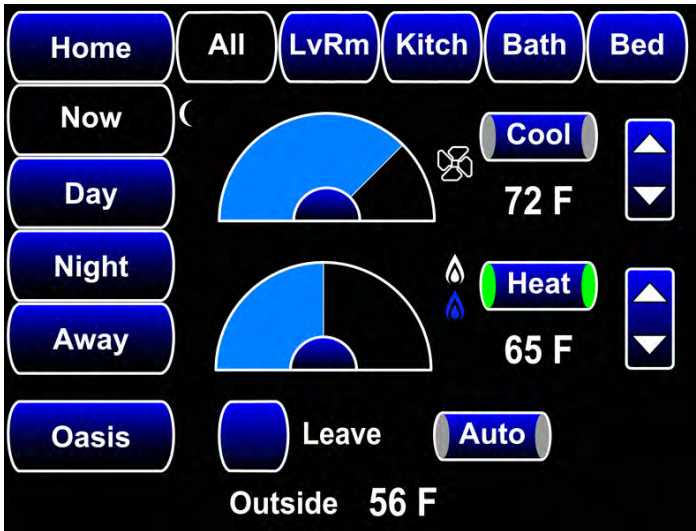 Home All LvRm Kitch Bath Bed
Now
Cool
Day
72 F
Night
Heat
Away
65 F
Oasis
Leave
Auto
Outside 56 F